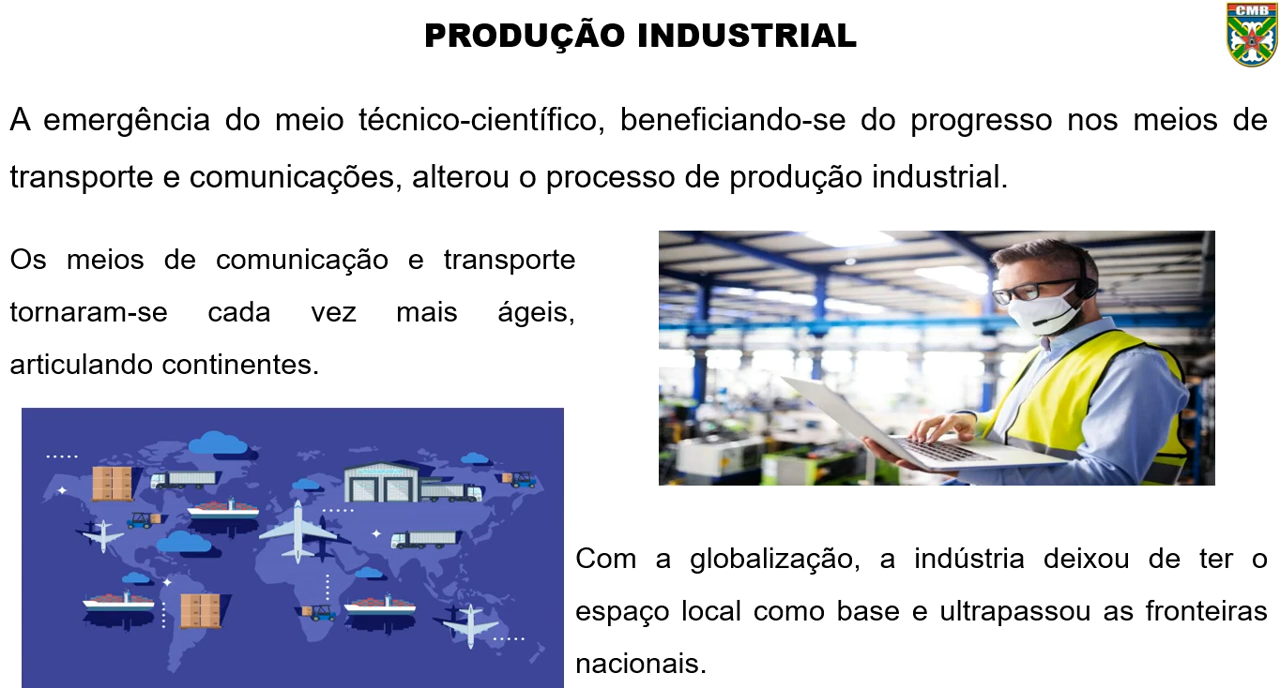 PRODUÇÃO INDUSTRIAL
CMB
A emergência do meio técnico-científico, beneficiando-se do progresso nos meios de
transporte e comunicações, alterou o processo de produção industrial.
Os meios de comunicação e transporte
tornaram-se cada vez mais ágeis,
articulando continentes.
Com a globalização, a indústria deixou de ter o
espaço local como base e ultrapassou as fronteiras
nacionais.